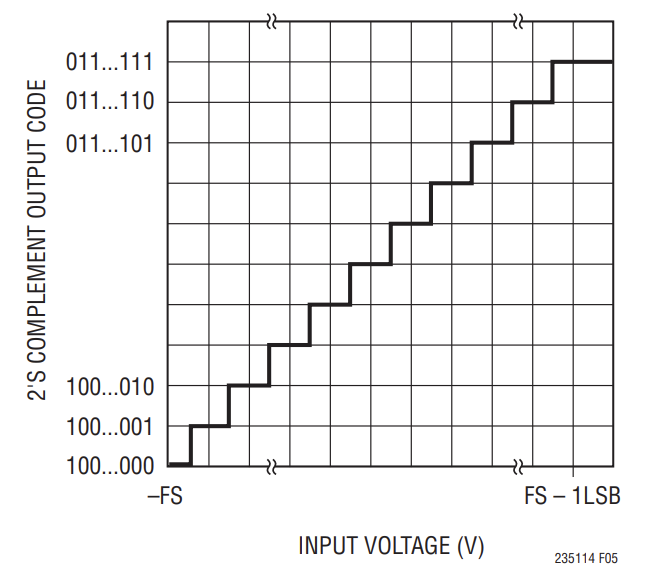 2'S COMPLEMENT OUTPUT CODE
011...111
011...110
011...101
100...010
100...001
100...000
–FS
FS – 1LSB
INPUT VOLTAGE (V)
235114 F05